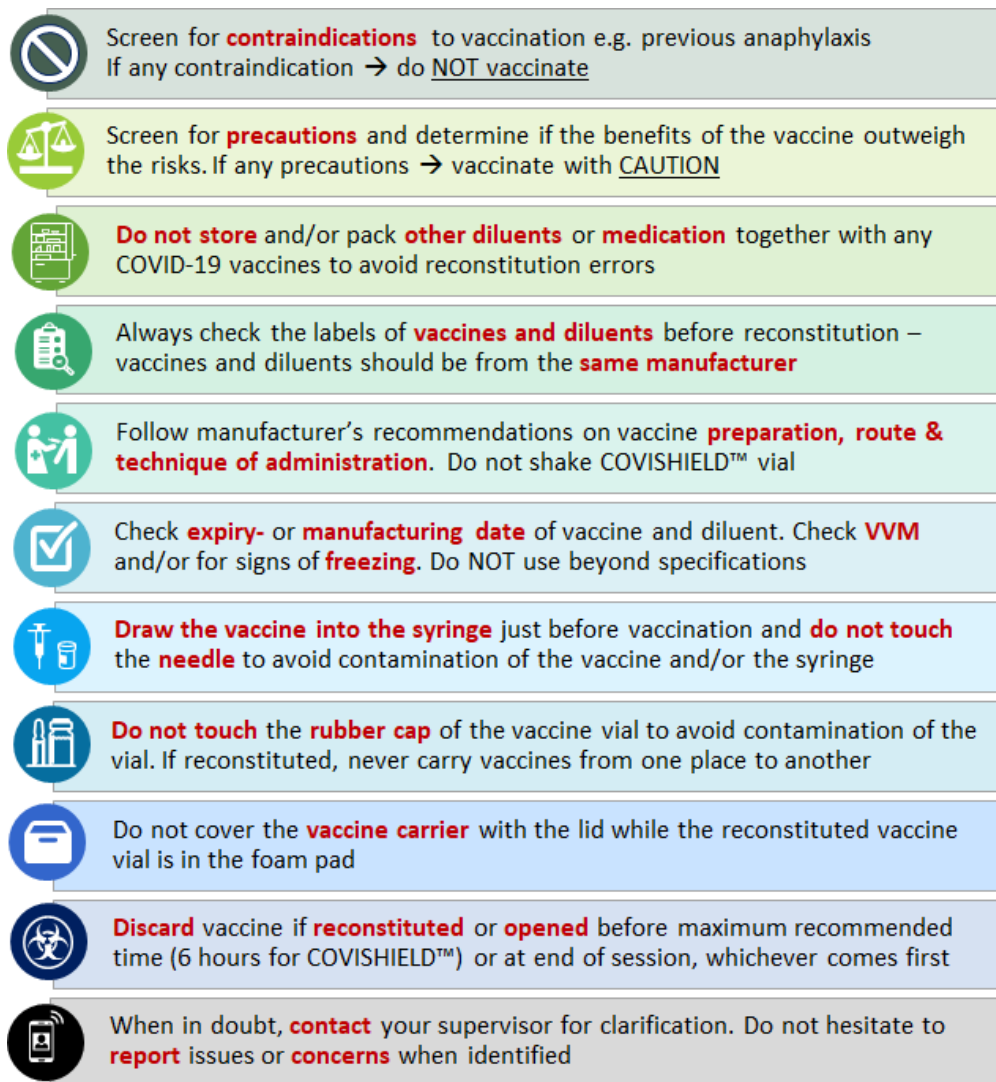 Screen for contraindications to vaccination e.g. previous anaphylaxis
If any contraindication → do NOT vaccinate
Screen for precautions and determine if the benefits of the vaccine outweigh
the risks. If any precautions → vaccinate with CAUTION
Do not store and/or pack other diluents or medication together with any
COVID-19 vaccines to avoid reconstitution errors
Always check the labels of vaccines and diluents before reconstitution –
vaccines and diluents should be from the same manufacturer
Follow manufacturer’s recommendations on vaccine preparation, route &
technique of administration. Do not shake COVISHIELD™ vial
Check expiry- or manufacturing date of vaccine and diluent. Check VVM
and/or for signs of freezing. Do NOT use beyond specifications
Draw the vaccine into the syringe just before vaccination and do not touch
the needle to avoid contamination of the vaccine and/or the syringe
Do not touch the rubber cap of the vaccine vial to avoid contamination of the
vial. If reconstituted, never carry vaccines from one place to another
Do not cover the vaccine carrier with the lid while the reconstituted vaccine
vial is in the foam pad
Discard vaccine if reconstituted or opened before maximum recommended
time (6 hours for COVISHIELD™) or at end of session, whichever comes first
When in doubt, contact your supervisor for clarification. Do not hesitate to
report issues or concerns when identified